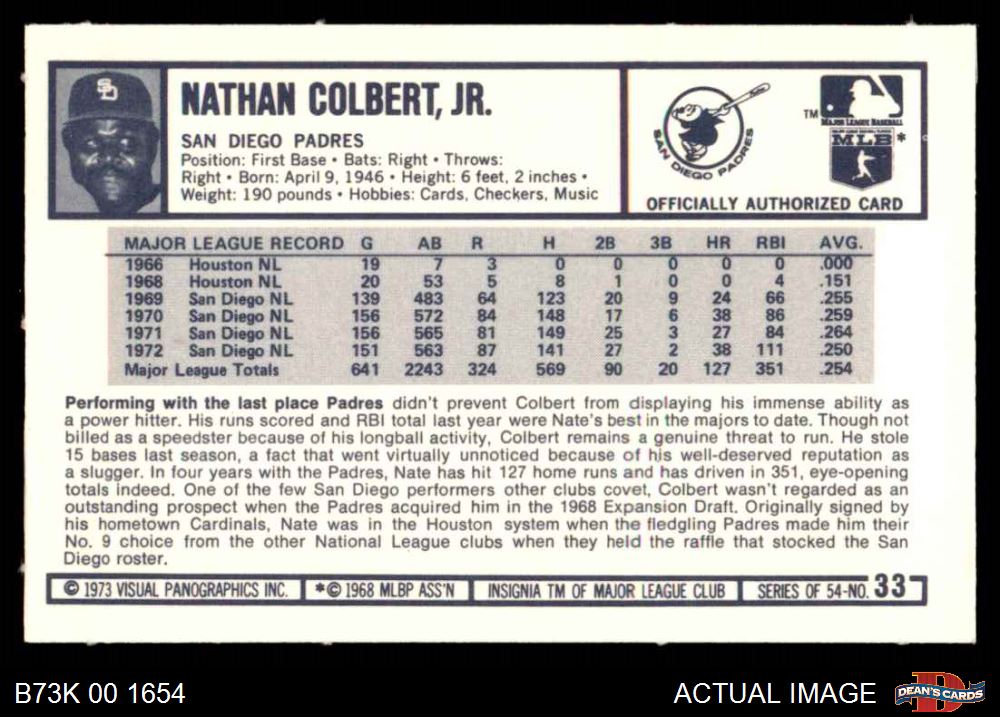 SD
NATHAN COLBERT, JR.
SAN DIEGO PADRES
Position: First Base • Bats: Right • Throws:
Right • Born: April 9, 1946 • Height: 6 feet, 2 inches •
Weight: 190 pounds • Hobbies: Cards, Checkers, Music
SAN DIEGO PADRES
TM
MAJOR LEAGUE BASEBALL
MLB *
OFFICIALLY AUTHORIZED CARD
MAJOR LEAGUE RECORD G AB R H 2B 3B HR RBI AVG.
1966 Houston NL 19 7 3 0 0 0 0 0 .000
1968 Houston NL 20 53 5 8 1 0 0 4 .151
1969 San Diego NL 139 483 64 123 20 9 24 66 .255
1970 San Diego NL 156 572 84 148 17 6 38 86 .259
1971 San Diego NL 156 565 81 149 25 3 27 84 .264
1972 San Diego NL 151 563 87 141 27 2 38 111 .250
Major League Totals 641 2243 324 569 90 20 127 351 .254
Performing with the last place Padres didn't prevent Colbert from displaying his immense ability as
a power hitter. His runs scored and RBI total last year were Nate's best in the majors to date. Though not
billed as a speedster because of his longball activity, Colbert remains a genuine threat to run. He stole
15 bases last season, a fact that went virtually unnoticed because of his well-deserved reputation as
a slugger. In four years with the Padres, Nate has hit 127 home runs and has driven in 351, eye-opening
totals indeed. One of the few San Diego performers other clubs covet, Colbert wasn't regarded as an
outstanding prospect when the Padres acquired him in the 1968 Expansion Draft. Originally signed by
his hometown Cardinals, Nate was in the Houston system when the fledgling Padres made him their
No. 9 choice from the other National League clubs when they held the raffle that stocked the San
Diego roster.
© 1973 VISUAL PANOGRAPHICS INC. *© 1968 MLBP ASS'N INSIGNIA TM OF MAJOR LEAGUE CLUB SERIES OF 54-NO. 33
B73K 00 1654 ACTUAL IMAGE DEAN'S CARDS